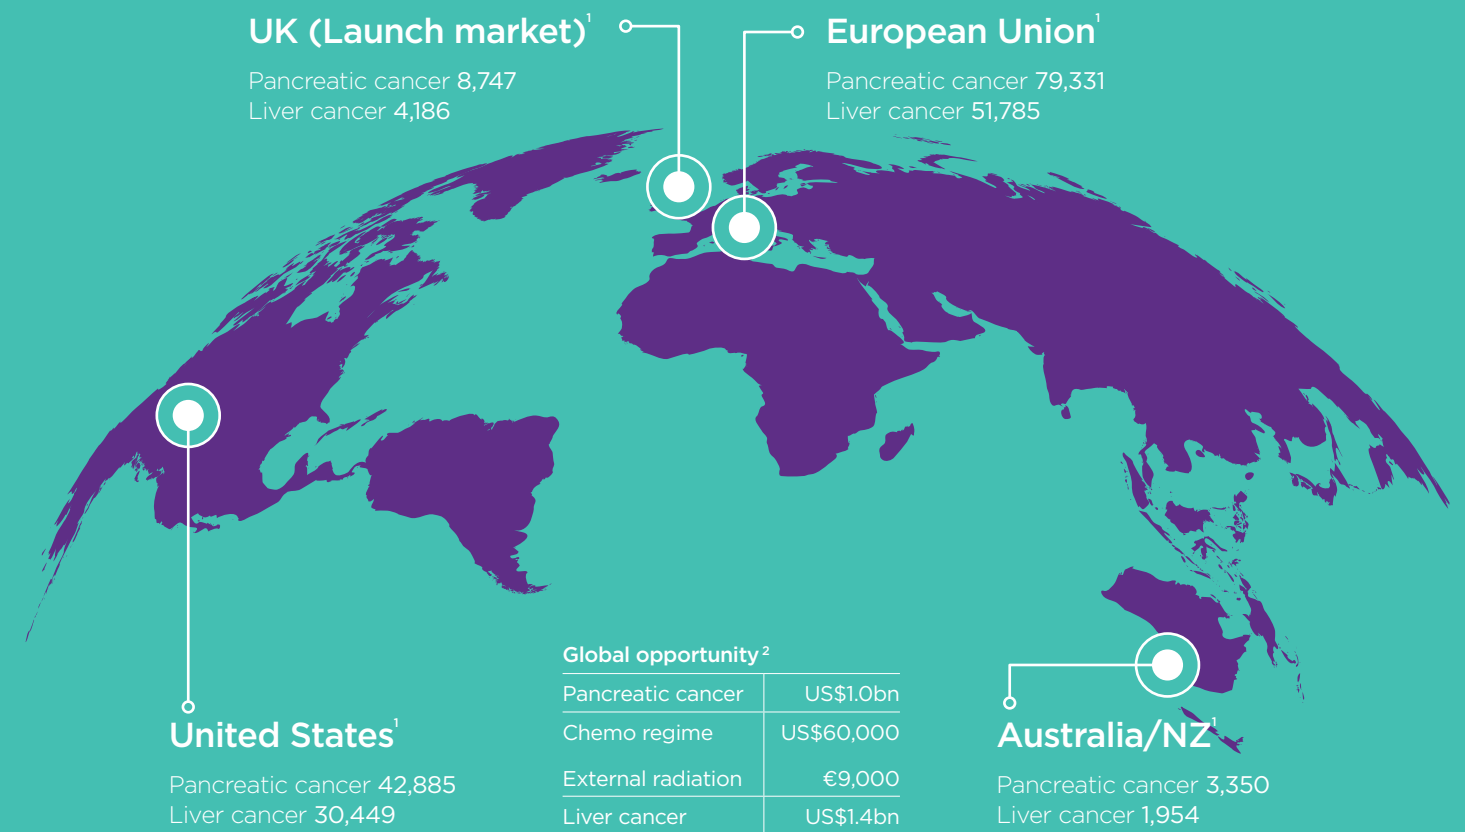 UK (Launch market)¹
Pancreatic cancer 8,747
Liver cancer 4,186
European Union¹
Pancreatic cancer 79,331
Liver cancer 51,785
United States¹
Pancreatic cancer 42,885
Liver cancer 30,449
Global opportunity²
Pancreatic cancer US$1.0bn
Chemo regime US$60,000
External radiation €9,000
Liver cancer US$1.4bn
Australia/NZ¹
Pancreatic cancer 3,350
Liver cancer 1,954